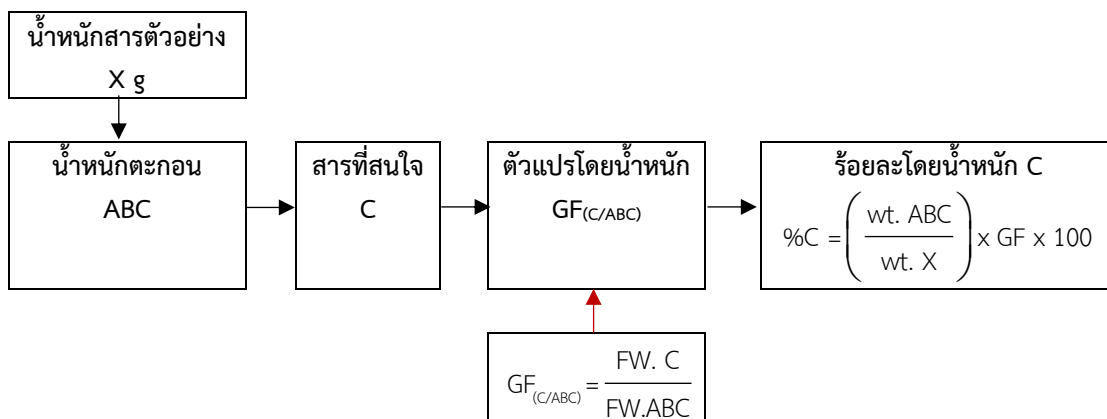 น้ำหนักสารตัวอย่าง
X g
น้ำหนักตะกอน
ABC
สารที่สนใจ
C
ตัวแปรโดยน้ำหนัก
GF(C/ABC)
ร้อยละโดยน้ำหนัก C
%C = ( wt. ABC / wt. X ) x GF x 100
GF(C/ABC) = FW. C / FW.ABC